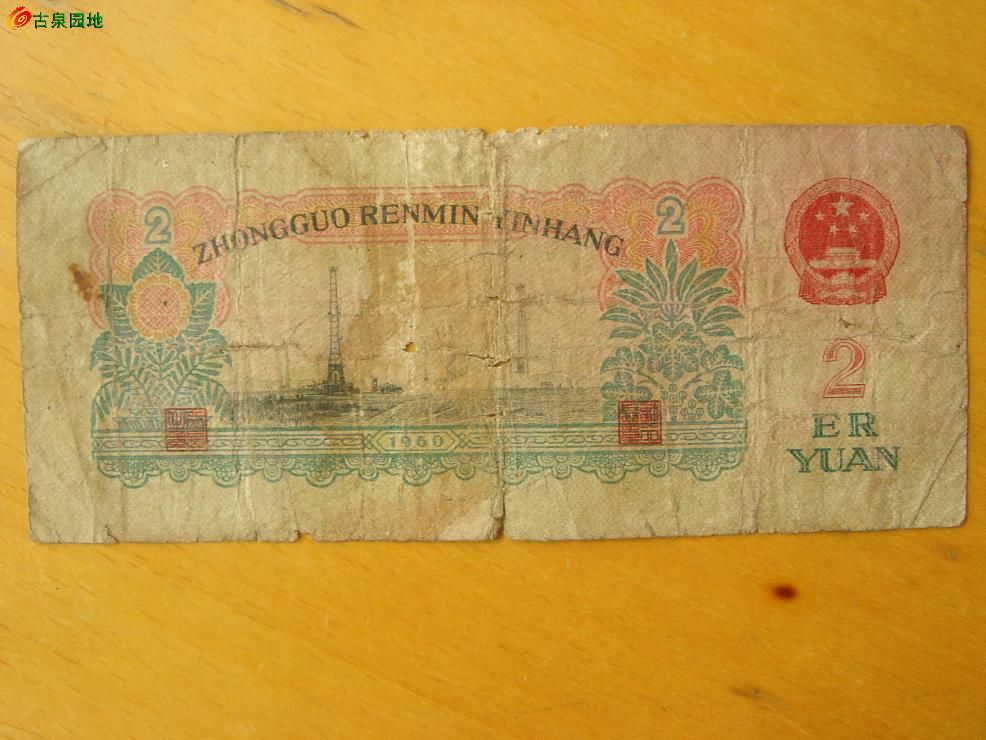 古泉园地
2
2
ZHONGGUO RENMIN YINHANG
2
ER
YUAN
1960